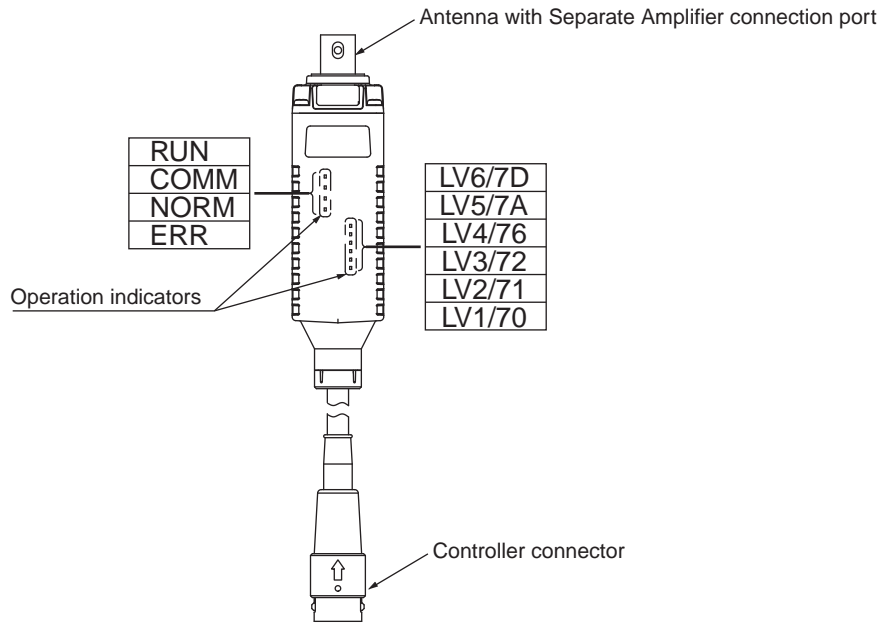 Antenna with Separate Amplifier connection port
RUN
COMM
NORM
ERR
LV6/7D
LV5/7A
LV4/76
LV3/72
LV2/71
LV1/70
Operation indicators
Controller connector